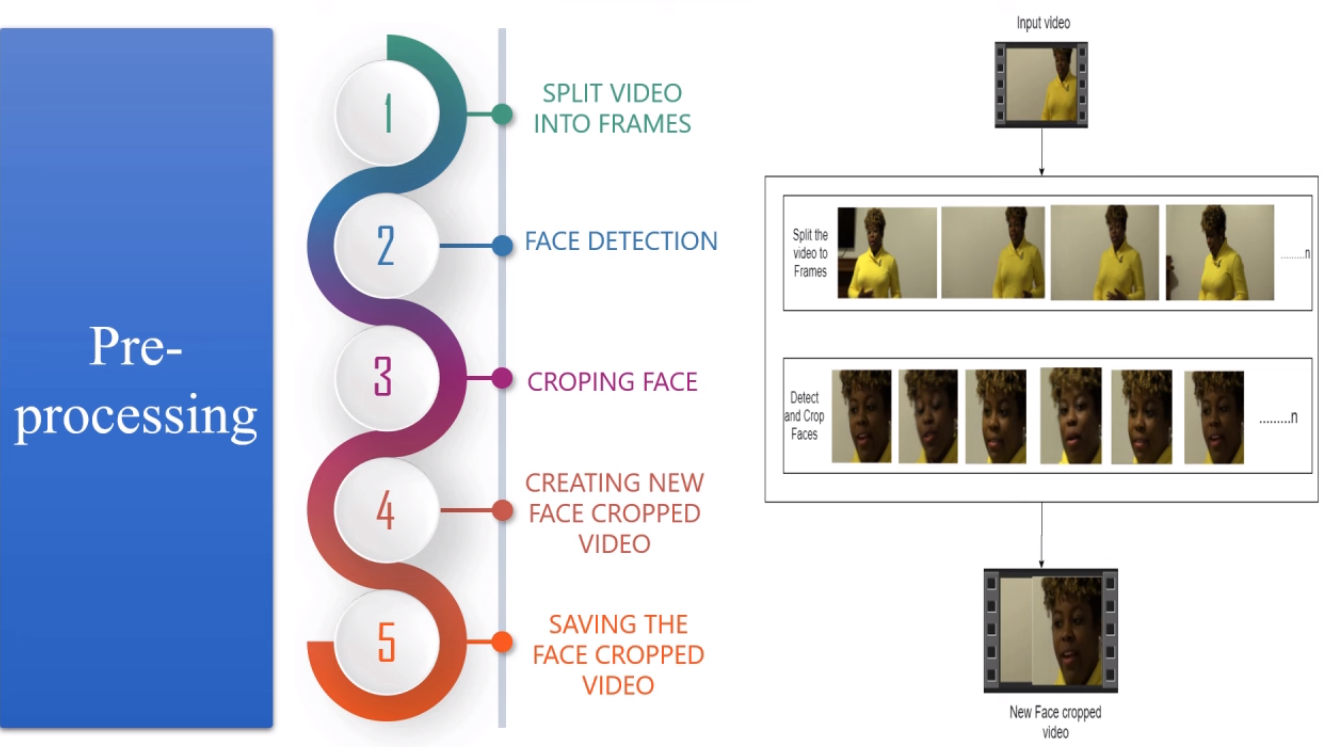 Pre-
processing
1
SPLIT VIDEO
INTO FRAMES
2
FACE DETECTION
3
CROPING FACE
4
CREATING NEW
FACE CROPPED
VIDEO
5
SAVING THE
FACE CROPPED
VIDEO
Input video
Split the
video to
Frames
.........n
Detect
and Crop
Faces
.........n
New Face cropped
video